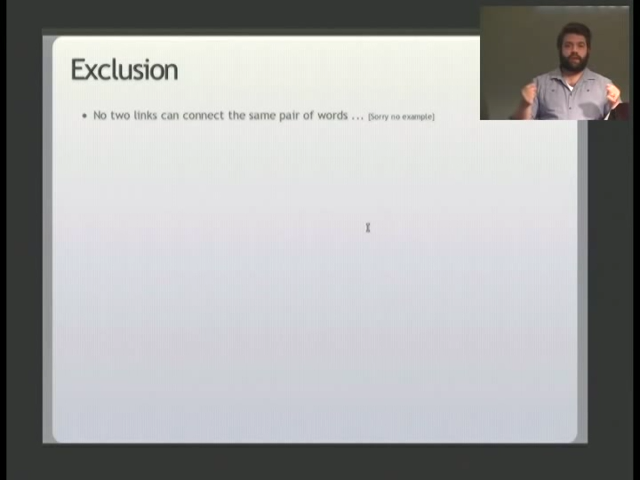 Exclusion
• No two links can connect the same pair of words ... [Sorry no example]